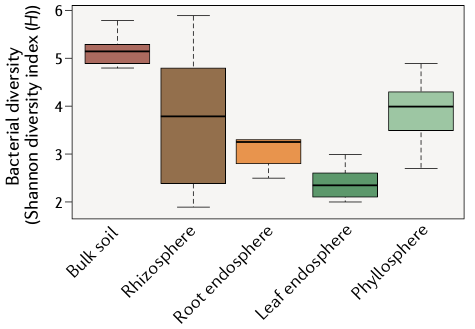 Bacterial diversity
(Shannon diversity index (H))
6
5
4
3
2
Bulk soil
Rhizosphere
Root endosphere
Leaf endosphere
Phyllosphere